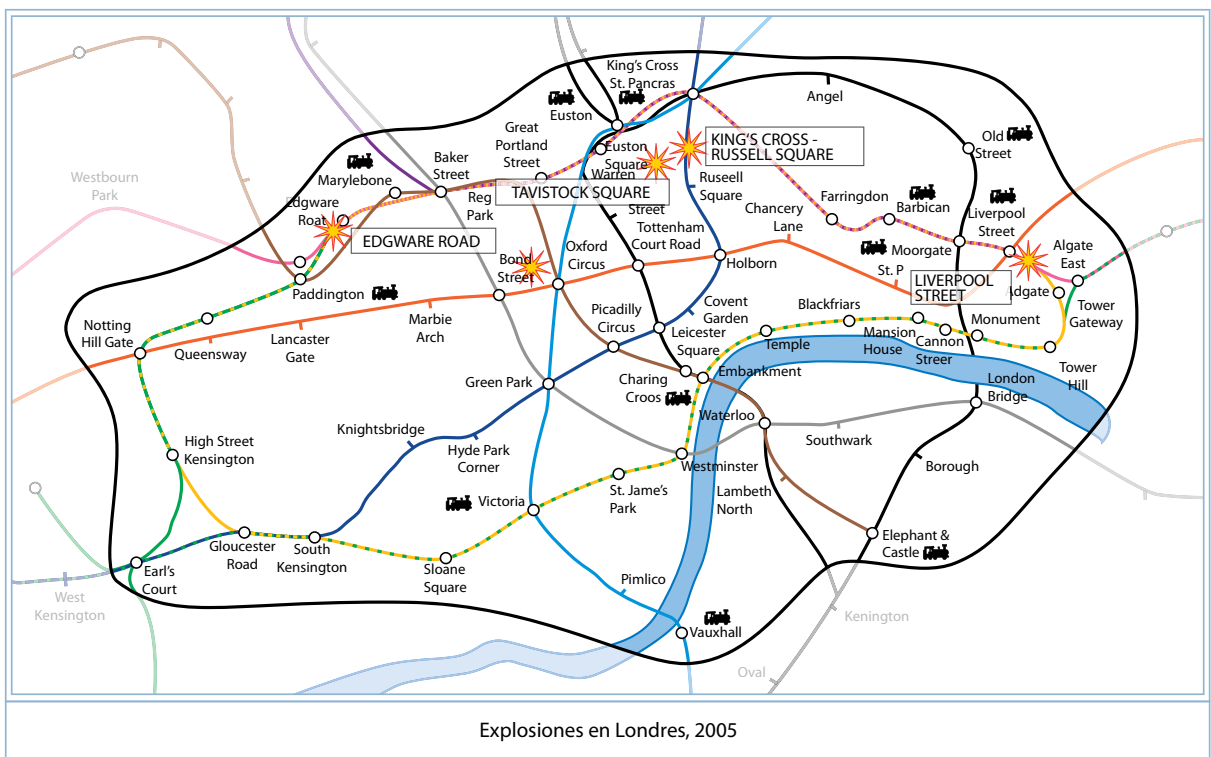 King's Cross
St. Pancras
Euston
Angel
Great
Portland
Street
KING'S CROSS -
RUSSELL SQUARE
Old
Street
Euston
Square
Warren
Street
Baker
Street
Marylebone
Westbourn
Park
TAVISTOCK SQUARE
Reg
Park
Ruseell
Square
Farringdon
Barbican
Liverpool
Street
Edgware
Road
EDGWARE ROAD
Chancery
Lane
Tottenham
Court Road
Moorgate
St. P
Algate
East
Oxford
Circus
Bond
Street
Holborn
LIVERPOOL
STREET
Adgate
Paddington
Covent
Garden
Blackfriars
Tower
Gateway
Marbie
Arch
Picadilly
Circus
Monument
Notting
Hill Gate
Lancaster
Gate
Queensway
Leicester
Square
Temple
Mansion
House
Cannon
Streer
Tower
Hill
Green Park
Charing
Croos
Embankment
London
Bridge
Waterloo
Knightsbridge
Hyde Park
Corner
Southwark
High Street
Kensington
Westminster
Borough
Victoria
St. Jame's
Park
Lambeth
North
Gloucester
Road
South
Kensington
Elephant &
Castle
Earl's
Court
Sloane
Square
Pimlico
West
Kensington
Kenington
Vauxhall
Oval
Explosiones en Londres, 2005